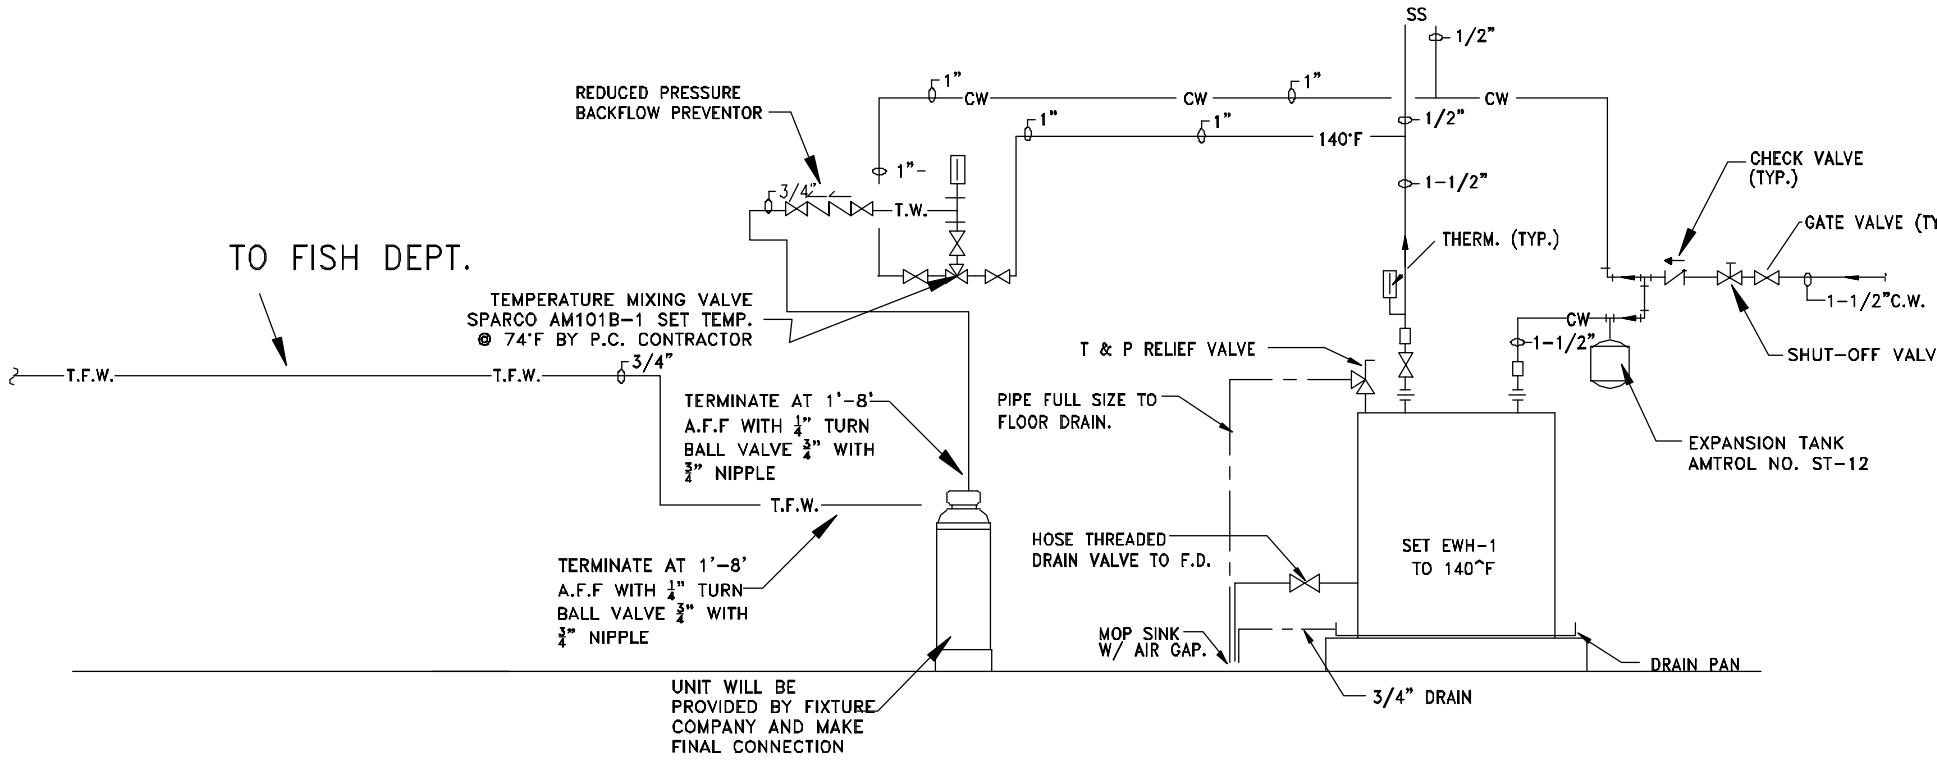 SS
1/2"
1"
1"
CW
CW
CW
REDUCED PRESSURE
BACKFLOW PREVENTOR
1"
1"
1/2"
140°F
CHECK VALVE
(TYP.)
1"-
3/4"
1-1/2"
T.W.
GATE VALVE (TY
THERM. (TYP.)
TO FISH DEPT.
TEMPERATURE MIXING VALVE
SPARCO AM101B-1 SET TEMP.
@ 74°F BY P.C. CONTRACTOR
1-1/2"C.W.
CW
1-1/2"
SHUT-OFF VALV
T & P RELIEF VALVE
3/4"
T.F.W.
T.F.W.
TERMINATE AT 1'-8'
A.F.F WITH 1/4" TURN
BALL VALVE 3/4" WITH
3/4" NIPPLE
PIPE FULL SIZE TO
FLOOR DRAIN.
EXPANSION TANK
AMTROL NO. ST-12
T.F.W.
HOSE THREADED
DRAIN VALVE TO F.D.
SET EWH-1
TO 140^F
TERMINATE AT 1'-8'
A.F.F WITH 1/4" TURN
BALL VALVE 3/4" WITH
3/4" NIPPLE
MOP SINK
W/ AIR GAP.
DRAIN PAN
3/4" DRAIN
UNIT WILL BE
PROVIDED BY FIXTURE
COMPANY AND MAKE
FINAL CONNECTION